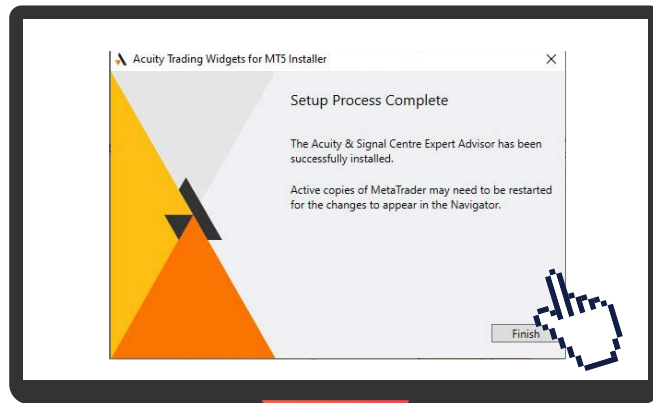 Acuity Trading Widgets for MT5 Installer
Setup Process Complete
The Acuity & Signal Centre Expert Advisor has been
successfully installed.
Active copies of MetaTrader may need to be restarted
for the changes to appear in the Navigator.
Finish